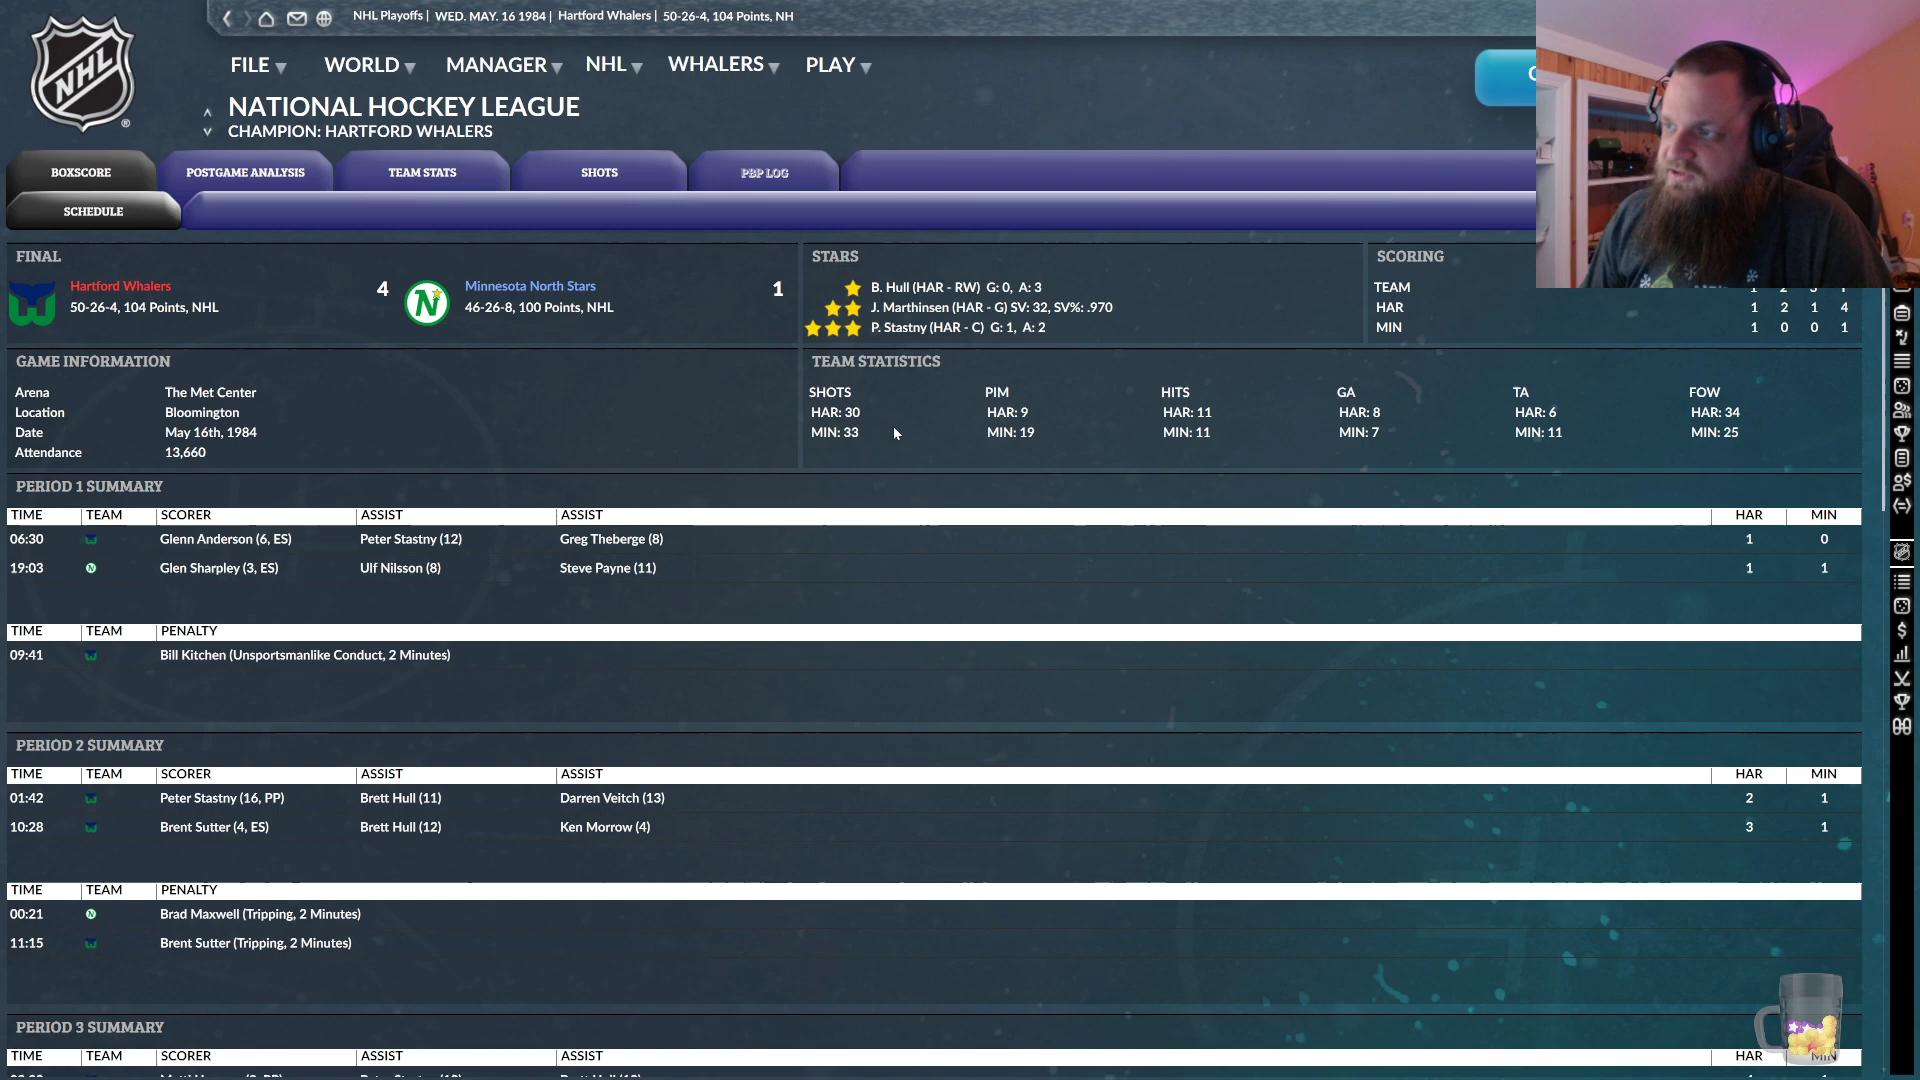 NHL Playoffs | WED. MAY. 16 1984 | Hartford Whalers | 50-26-4, 104 Points, NH
NHL
FILE WORLD MANAGER NHL WHALERS PLAY
NATIONAL HOCKEY LEAGUE
CHAMPION: HARTFORD WHALERS
BOXSCORE POSTGAME ANALYSIS TEAM STATS SHOTS PBP LOG
SCHEDULE
FINAL STARS SCORING
Hartford Whalers 4 Minnesota North Stars 1
50-26-4, 104 Points, NHL 46-26-8, 100 Points, NHL
B. Hull (HAR - RW) G: 0, A: 3
J. Marthinsen (HAR - G) SV: 32, SV%: .970
P. Stastny (HAR - C) G: 1, A: 2
TEAM
HAR 1 2 1 4
MIN 1 0 0 1
GAME INFORMATION TEAM STATISTICS
Arena The Met Center
Location Bloomington
Date May 16th, 1984
Attendance 13,660
SHOTS PIM HITS GA TA FOW
HAR: 30 HAR: 9 HAR: 11 HAR: 8 HAR: 6 HAR: 34
MIN: 33 MIN: 19 MIN: 11 MIN: 7 MIN: 11 MIN: 25
PERIOD 1 SUMMARY
TIME TEAM SCORER ASSIST ASSIST HAR MIN
06:30 Glenn Anderson (6, ES) Peter Stastny (12) Greg Theberge (8) 1 0
19:03 Glen Sharpley (3, ES) Ulf Nilsson (8) Steve Payne (11) 1 1
TIME TEAM PENALTY
09:41 Bill Kitchen (Unsportsmanlike Conduct, 2 Minutes)
PERIOD 2 SUMMARY
TIME TEAM SCORER ASSIST ASSIST HAR MIN
01:42 Peter Stastny (16, PP) Brett Hull (11) Darren Veitch (13) 2 1
10:28 Brent Sutter (4, ES) Brett Hull (12) Ken Morrow (4) 3 1
TIME TEAM PENALTY
00:21 Brad Maxwell (Tripping, 2 Minutes)
11:15 Brent Sutter (Tripping, 2 Minutes)
PERIOD 3 SUMMARY
TIME TEAM SCORER ASSIST ASSIST HAR MIN